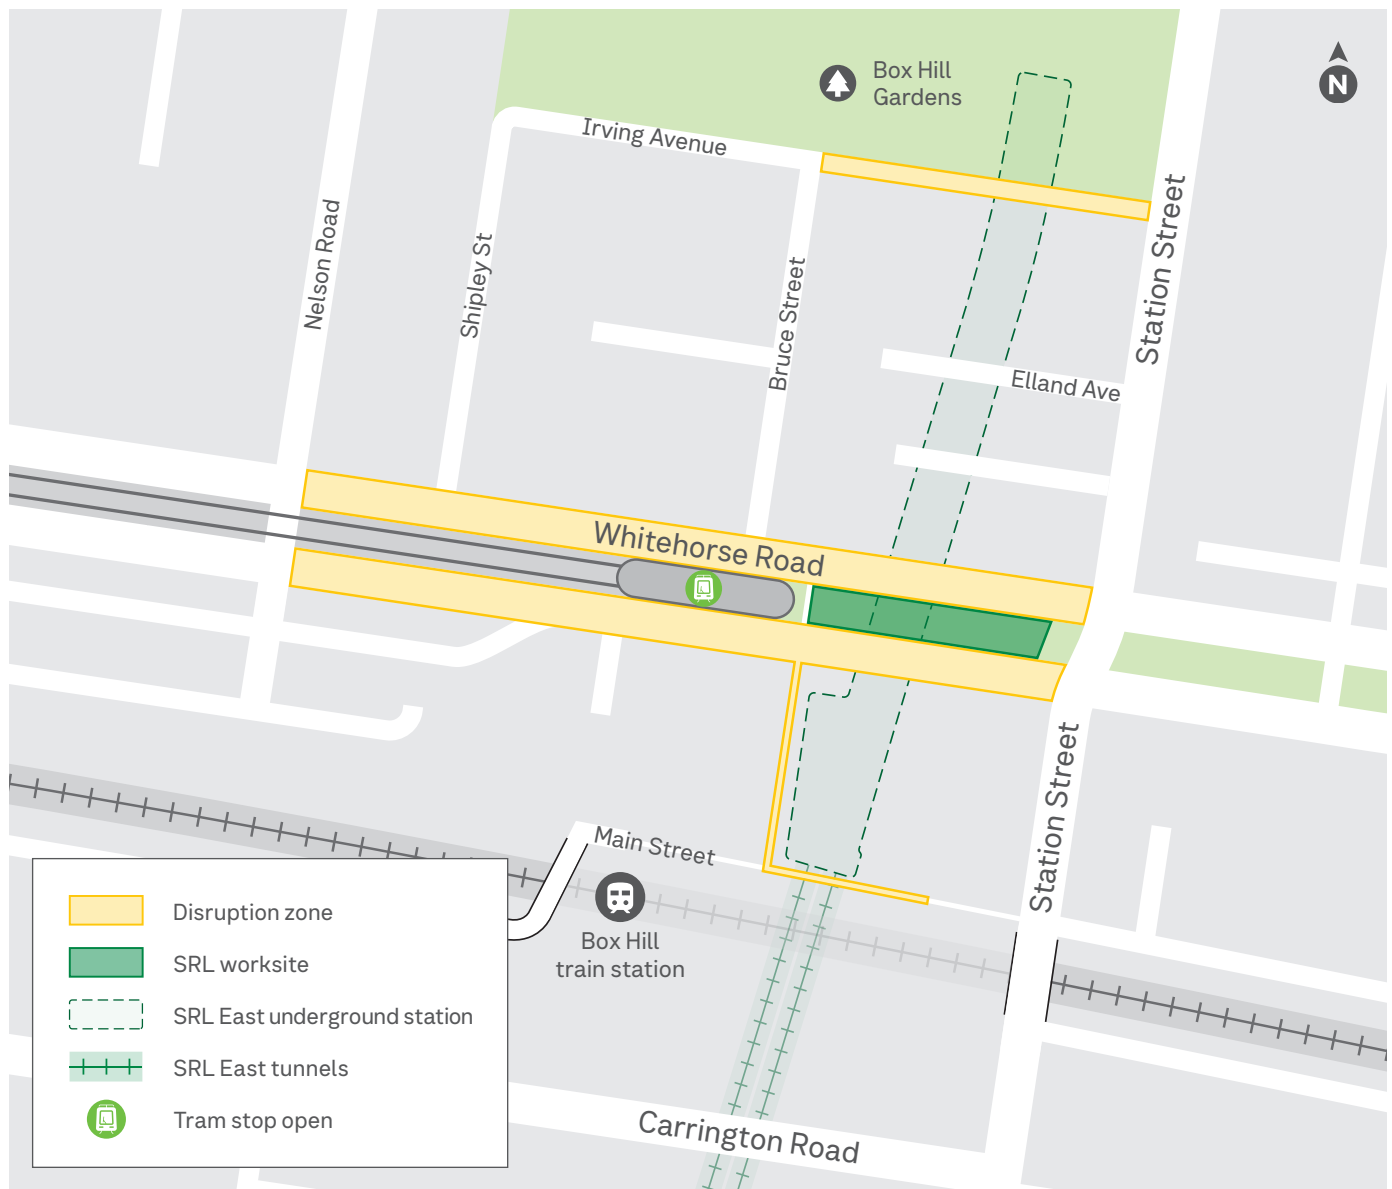 Box Hill
Gardens
N
Irving Avenue
Station Street
Nelson Road
Shipley St
Bruce Street
Elland Ave
Whitehorse Road
Station Street
Main Street
Box Hill
train station
Disruption zone
SRL worksite
SRL East underground station
SRL East tunnels
Tram stop open
Carrington Road